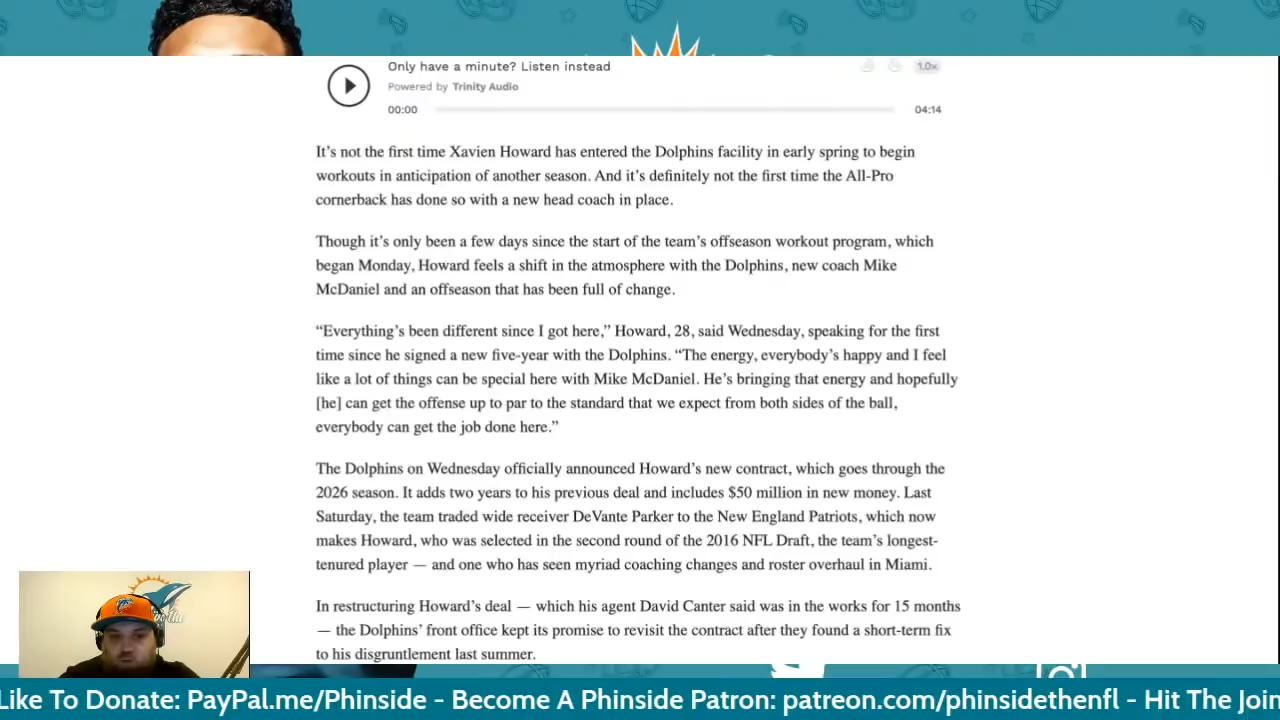 Only have a minute? Listen instead
Powered by Trinity Audio
1.0x
00:00
04:14
It’s not the first time Xavien Howard has entered the Dolphins facility in early spring to begin
workouts in anticipation of another season. And it’s definitely not the first time the All-Pro
cornerback has done so with a new head coach in place.
Though it’s only been a few days since the start of the team’s offseason workout program, which
began Monday, Howard feels a shift in the atmosphere with the Dolphins, new coach Mike
McDaniel and an offseason that has been full of change.
“Everything’s been different since I got here,” Howard, 28, said Wednesday, speaking for the first
time since he signed a new five-year with the Dolphins. “The energy, everybody’s happy and I feel
like a lot of things can be special here with Mike McDaniel. He’s bringing that energy and hopefully
[he] can get the offense up to par to the standard that we expect from both sides of the ball,
everybody can get the job done here.”
The Dolphins on Wednesday officially announced Howard’s new contract, which goes through the
2026 season. It adds two years to his previous deal and includes $50 million in new money. Last
Saturday, the team traded wide receiver DeVante Parker to the New England Patriots, which now
makes Howard, who was selected in the second round of the 2016 NFL Draft, the team’s longest-
tenured player — and one who has seen myriad coaching changes and roster overhaul in Miami.
In restructuring Howard’s deal — which his agent David Canter said was in the works for 15 months
— the Dolphins’ front office kept its promise to revisit the contract after they found a short-term fix
to his disgruntlement last summer.
Like To Donate: PayPal.me/Phinside - Become A Phinside Patron: patreon.com/phinsidethenfl - Hit The Join